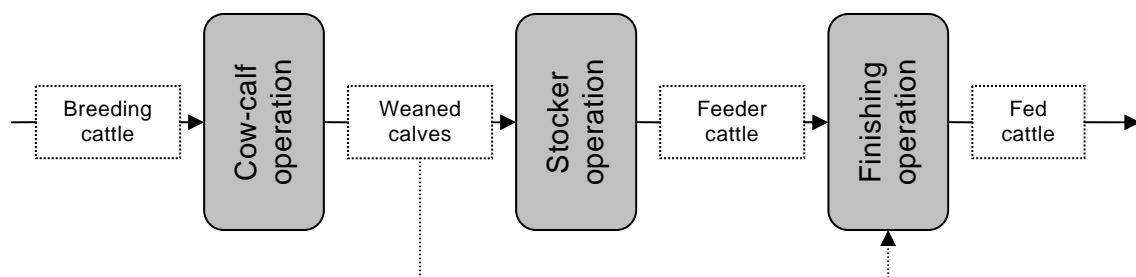 Breeding
cattle
Cow-calf
operation
Weaned
calves
Stocker
operation
Feeder
cattle
Finishing
operation
Fed
cattle